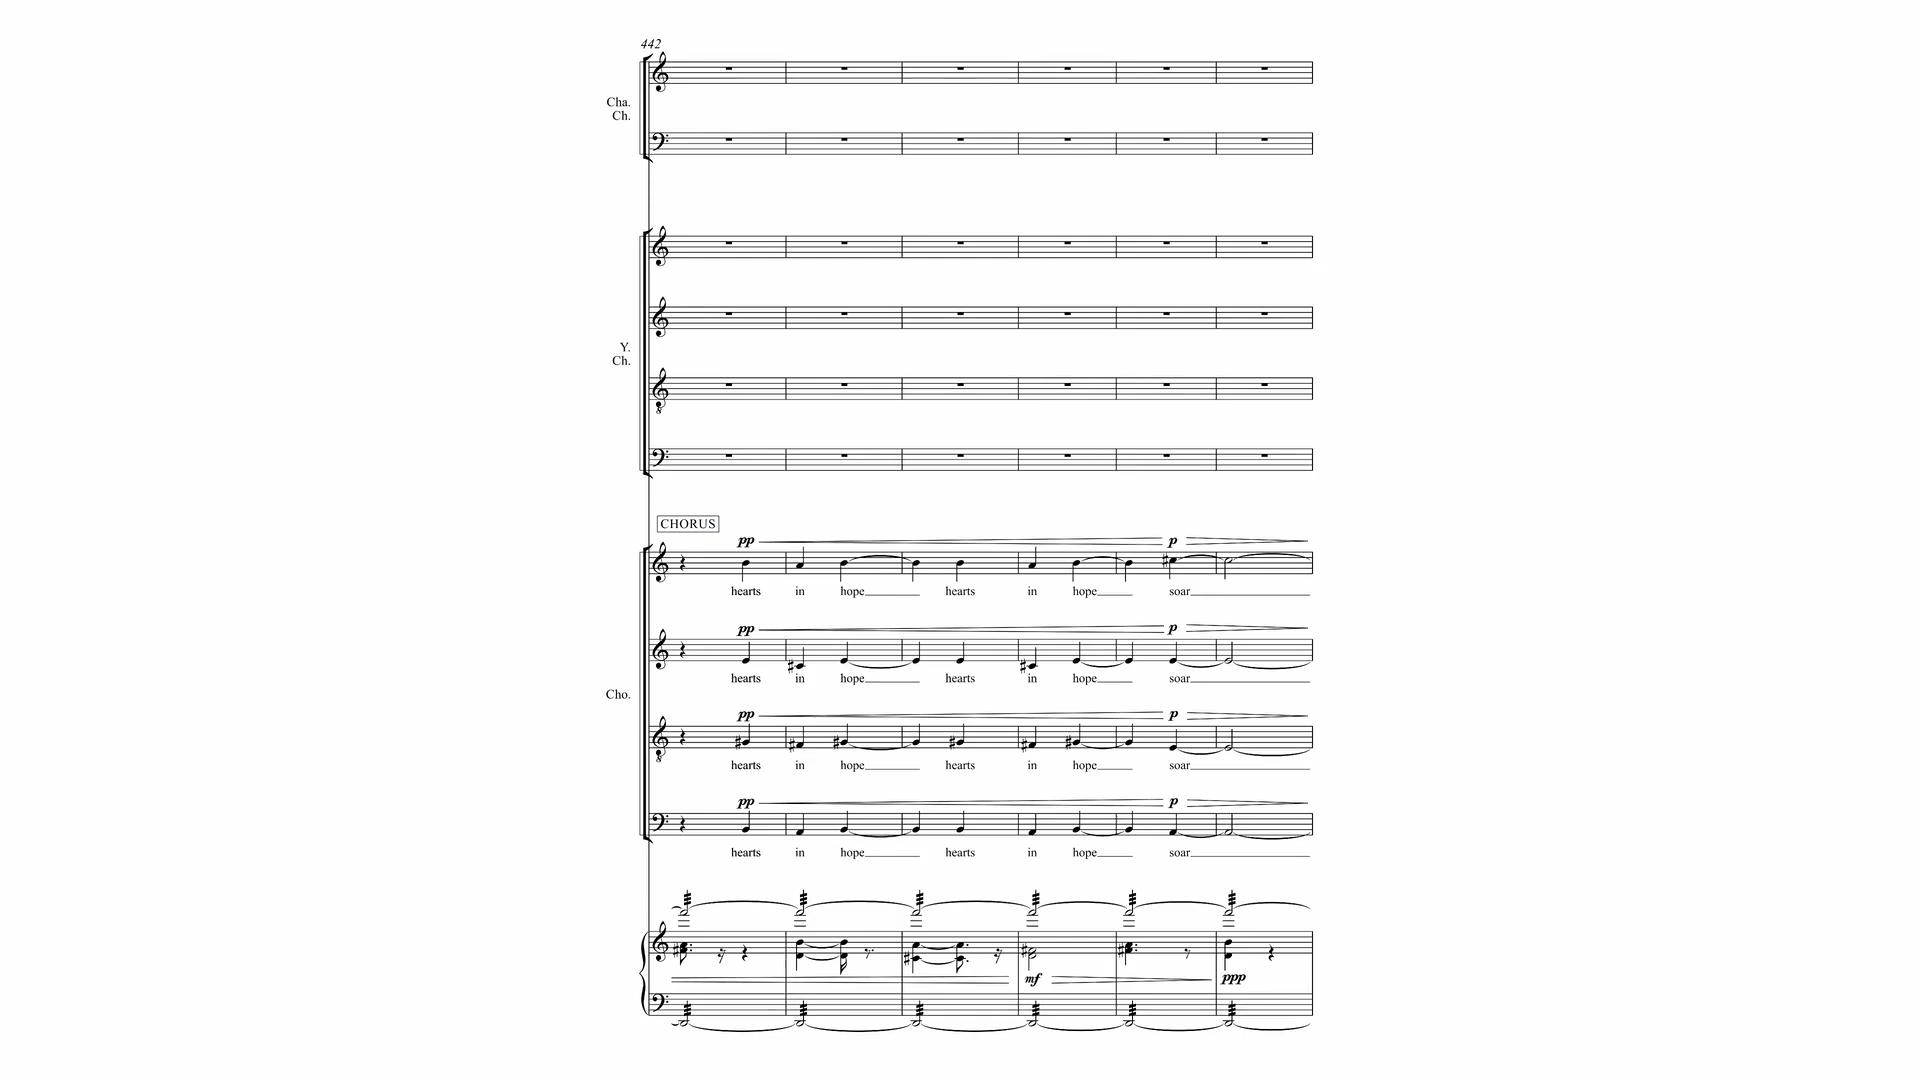 442
Cha.
Ch.
Y.
Ch.
CHORUS
pp p
hearts in hope hearts in hope soar
pp p
hearts in hope hearts in hope soar
Cho.
pp p
hearts in hope hearts in hope soar
pp p
hearts in hope hearts in hope soar
mf ppp